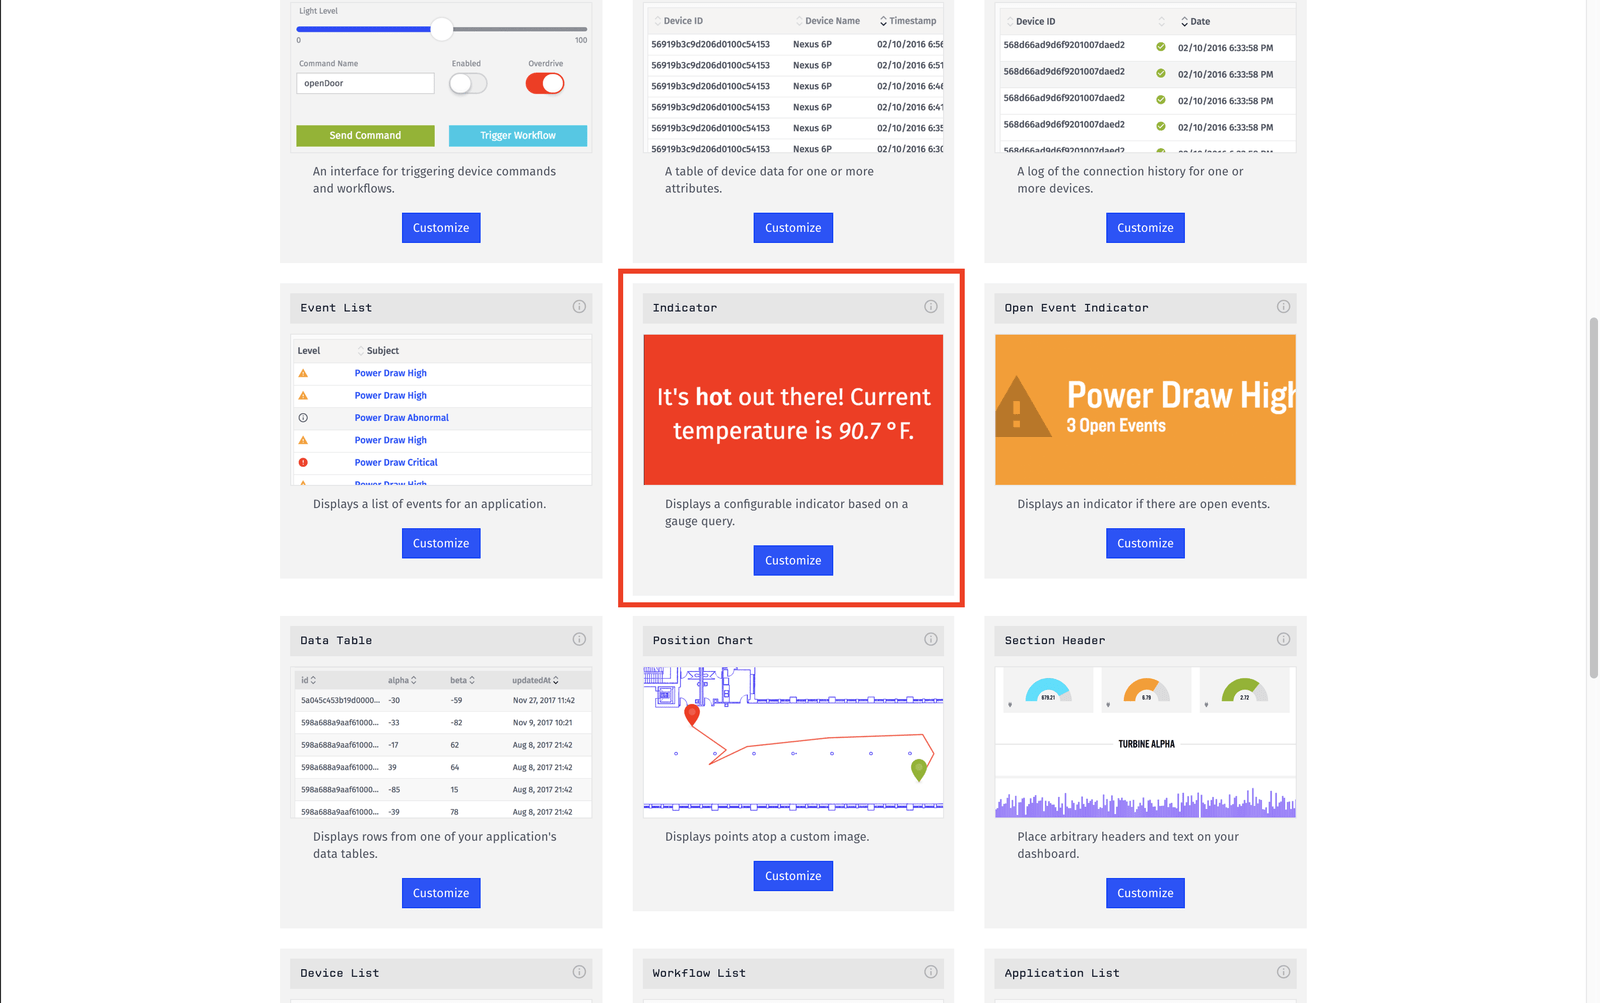 Light Level
0 100
Command Name Enabled Overdrive
openDoor
Send Command Trigger Workflow
An interface for triggering device commands
and workflows.
Customize
Device ID Device Name Timestamp
56919b3c9d206d0100c54153 Nexus 6P 02/10/2016 6:56
56919b3c9d206d0100c54153 Nexus 6P 02/10/2016 6:51
56919b3c9d206d0100c54153 Nexus 6P 02/10/2016 6:46
56919b3c9d206d0100c54153 Nexus 6P 02/10/2016 6:41
56919b3c9d206d0100c54153 Nexus 6P 02/10/2016 6:35
56919b3c9d206d0100c54153 Nexus 6P 02/10/2016 6:30
A table of device data for one or more
attributes.
Customize
Device ID Date
568d66ad9d6f9201007daed2 02/10/2016 6:33:58 PM
568d66ad9d6f9201007daed2 02/10/2016 6:33:58 PM
568d66ad9d6f9201007daed2 02/10/2016 6:33:58 PM
568d66ad9d6f9201007daed2 02/10/2016 6:33:58 PM
568d66ad9d6f9201007daed2
A log of the connection history for one or
more devices.
Customize
Event List
Level Subject
Power Draw High
Power Draw High
Power Draw Abnormal
Power Draw High
Power Draw Critical
Power Draw High
Displays a list of events for an application.
Customize
Indicator
It's hot out there! Current
temperature is 90.7 °F.
Displays a configurable indicator based on a
gauge query.
Customize
Open Event Indicator
Power Draw High
3 Open Events
Displays an indicator if there are open events.
Customize
Data Table
id alpha beta updatedAt
5a045c453b19d0000... -30 -59 Nov 27, 2017 11:42
598a688a9aaf61000... -33 -82 Nov 9, 2017 10:21
598a688a9aaf61000... -17 62 Aug 8, 2017 21:42
598a688a9aaf61000... 39 64 Aug 8, 2017 21:42
598a688a9aaf61000... -85 15 Aug 8, 2017 21:42
598a688a9aaf61000... -39 78 Aug 8, 2017 21:42
Displays rows from one of your application's
data tables.
Customize
Position Chart
Displays points atop a custom image.
Customize
Section Header
879.21 6.79 2.72
TURBINE ALPHA
Place arbitrary headers and text on your
dashboard.
Customize
Device List
Workflow List
Application List